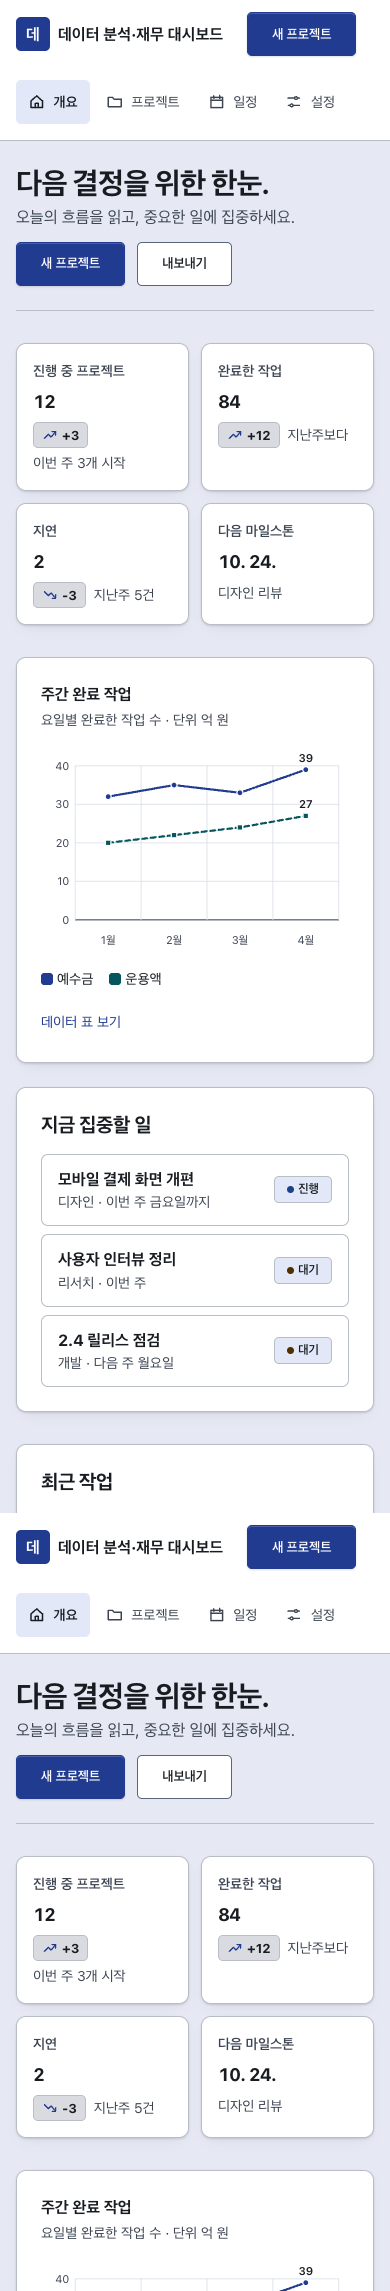 데 데이터 분석·재무 대시보드 새 프로젝트
개요 프로젝트 일정 설정
다음 결정을 위한 한눈.
오늘의 흐름을 읽고, 중요한 일에 집중하세요.
새 프로젝트 내보내기
진행 중 프로젝트
12
+3
이번 주 3개 시작
완료한 작업
84
+12 지난주보다
지연
2
-3 지난주 5건
다음 마일스톤
10. 24.
디자인 리뷰
주간 완료 작업
요일별 완료한 작업 수 · 단위 억 원
39
40
30
27
20
10
0
1월 2월 3월 4월
예수금 운용액
데이터 표 보기
지금 집중할 일
모바일 결제 화면 개편
디자인 · 이번 주 금요일까지
진행
사용자 인터뷰 정리
리서치 · 이번 주
대기
2.4 릴리스 점검
개발 · 다음 주 월요일
대기
최근 작업
데 데이터 분석·재무 대시보드 새 프로젝트
개요 프로젝트 일정 설정
다음 결정을 위한 한눈.
오늘의 흐름을 읽고, 중요한 일에 집중하세요.
새 프로젝트 내보내기
진행 중 프로젝트
12
+3
이번 주 3개 시작
완료한 작업
84
+12 지난주보다
지연
2
-3 지난주 5건
다음 마일스톤
10. 24.
디자인 리뷰
주간 완료 작업
요일별 완료한 작업 수 · 단위 억 원
39
40